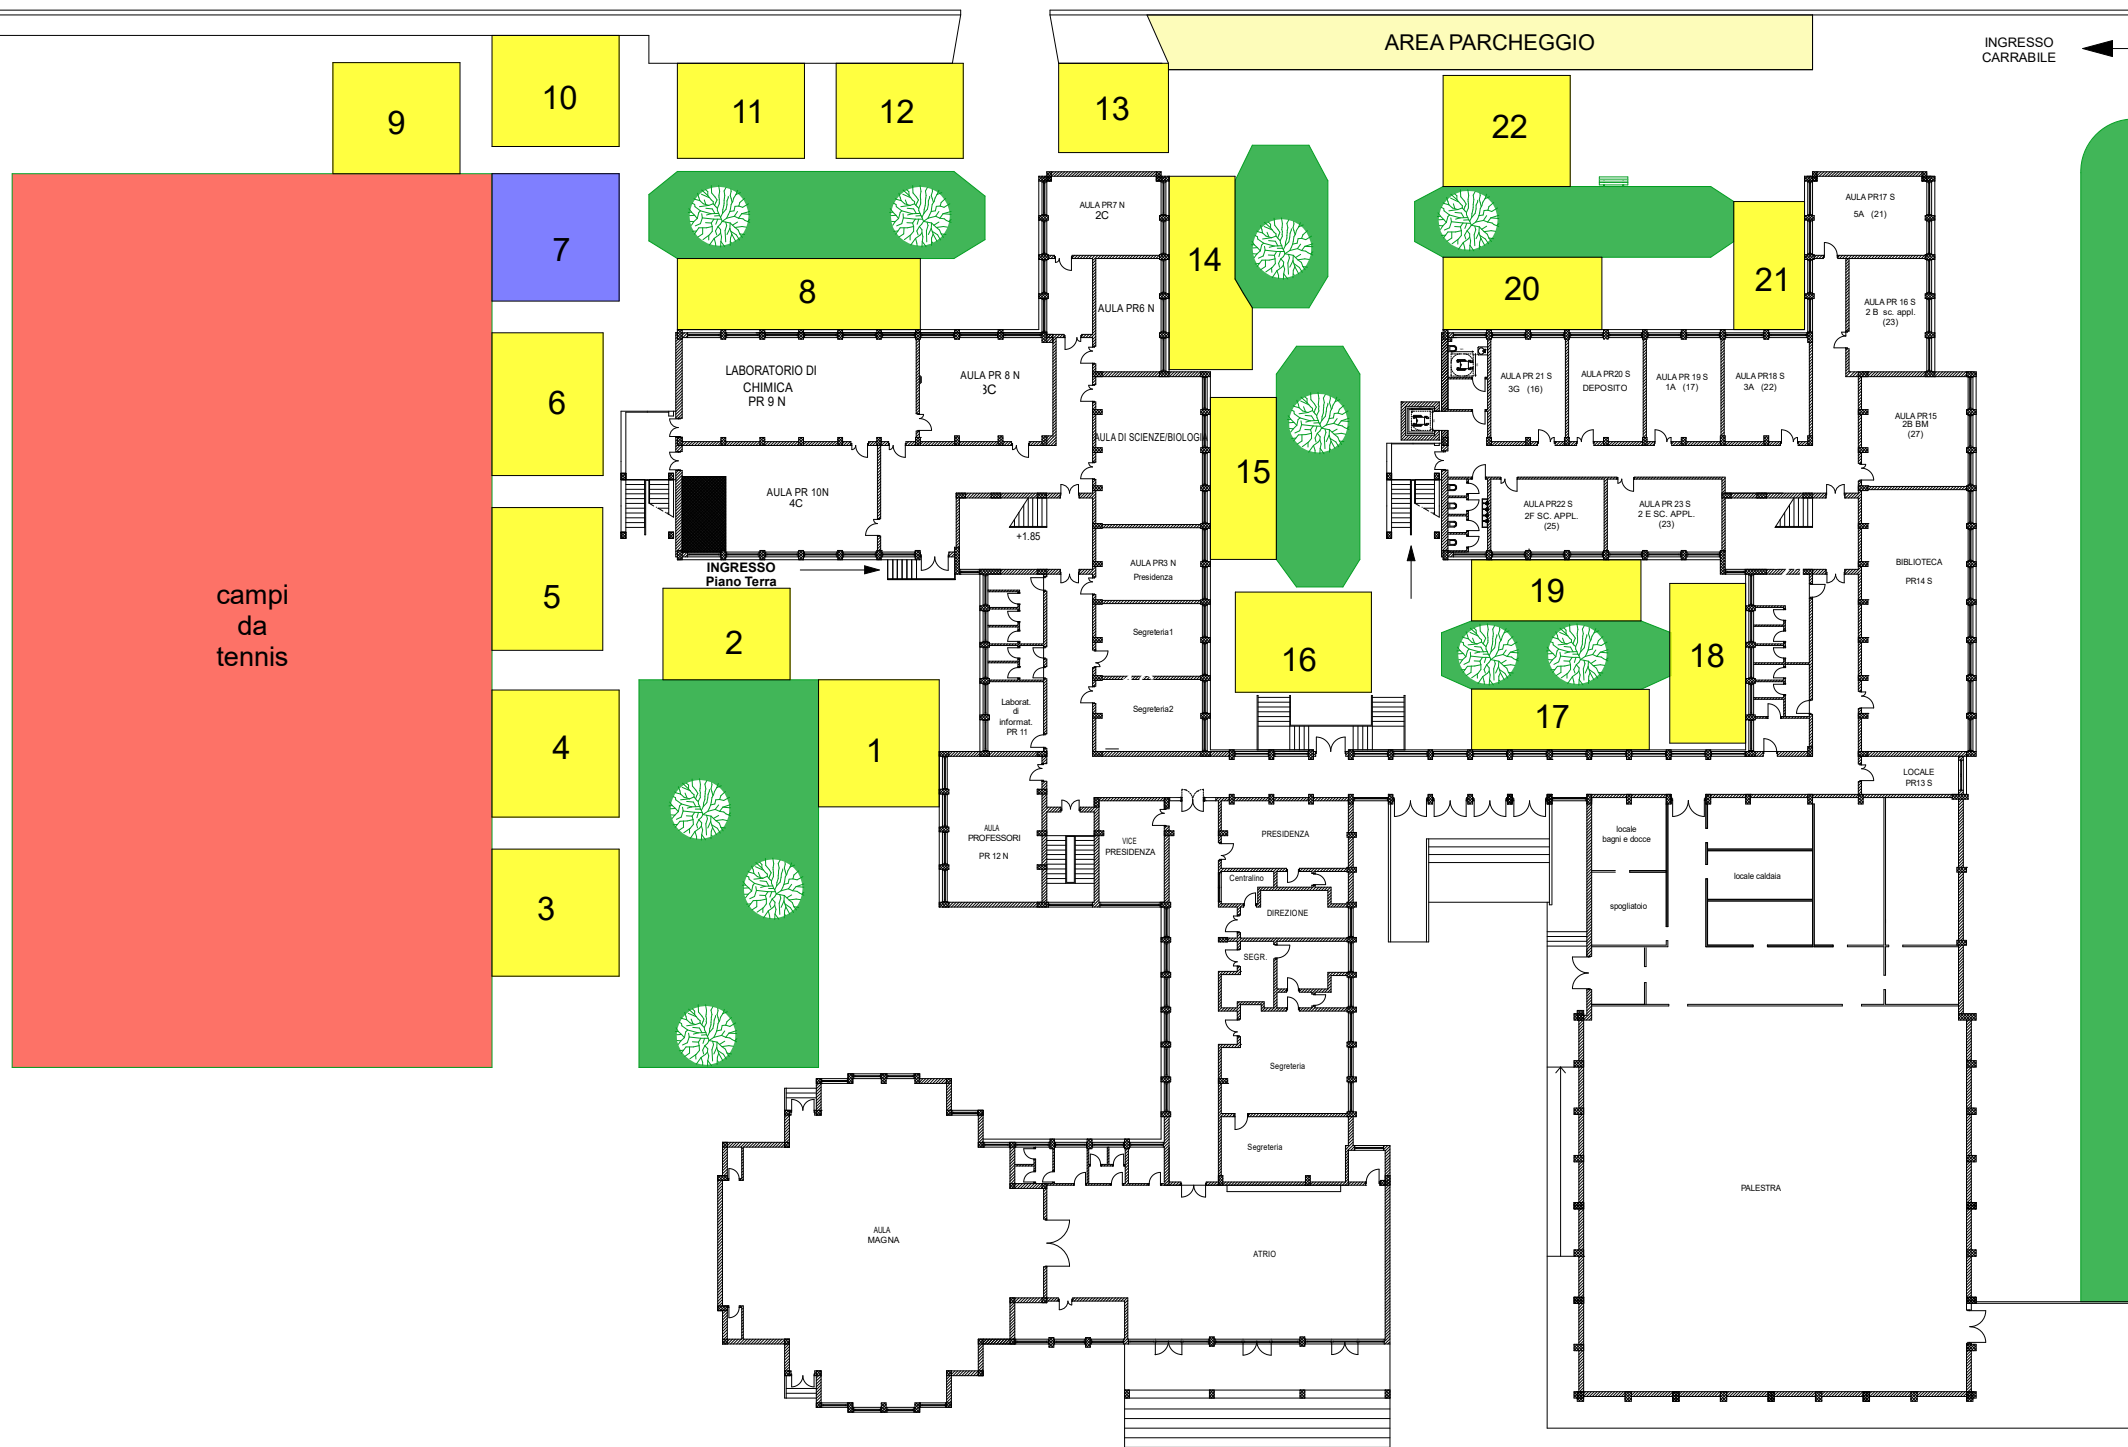 AREA PARCHEGGIO
INGRESSO
CARRABILE
9
10
11
12
13
22
7
8
14
20
21
AULA PR7 N
2C
AULA PR6 N
AULA PR17 S
5A (21)
AULA PR 16 S
2 B sc. appl.
(23)
6
LABORATORIO DI
CHIMICA
PR 9 N
AULA PR 8 N
3C
AULA DI SCIENZE/BIOLOGIA
15
AULA PR 21 S
3G (16)
AULA PR20 S
DEPOSITO
AULA PR 19 S
1A (17)
AULA PR18 S
3A (22)
AULA PR15
2B BM
(27)
AULA PR 10N
4C
+1.85
AULA PR22 S
2F SC. APPL.
(25)
AULA PR 23 S
2 E SC. APPL.
(23)
INGRESSO
Piano Terra
AULA PR3 N
Presidenza
BIBLIOTECA
PR14 S
campi
da
tennis
5
2
Segreteria1
16
19
18
17
4
1
Laborat.
di
informat.
PR 11
Segreteria2
LOCALE
PR13 S
3
AULA
PROFESSORI
PR 12 N
VICE
PRESIDENZA
PRESIDENZA
Centralino
DIREZIONE
SEGR.
locale
bagni e docce
locale caldaia
spogliatoio
Segreteria
Segreteria
AULA
MAGNA
ATRIO
PALESTRA